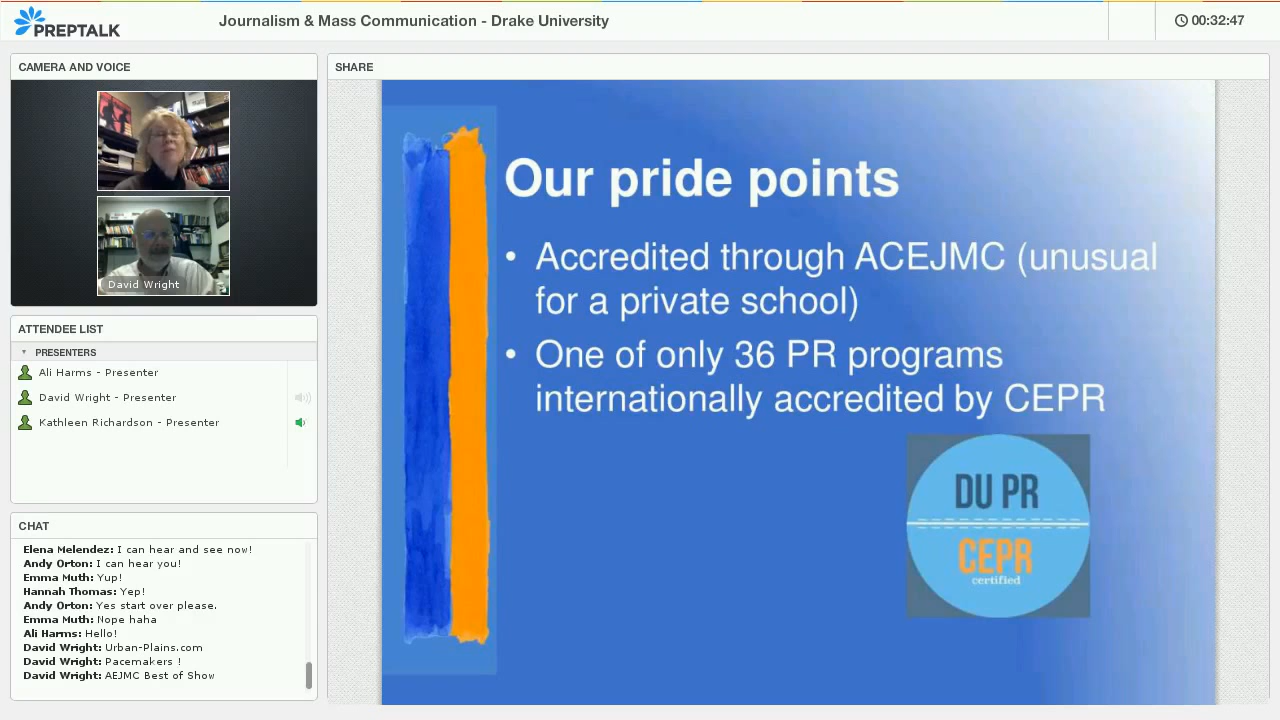 PREPTALK
Journalism & Mass Communication - Drake University
00:32:47
CAMERA AND VOICE
David Wright
ATTENDEE LIST
PRESENTERS
Ali Harms - Presenter
David Wright - Presenter
Kathleen Richardson - Presenter
CHAT
Elena Melendez: I can hear and see now!
Andy Orton: I can hear you!
Emma Muth: Yup!
Hannah Thomas: Yep!
Andy Orton: Yes start over please.
Emma Muth: Nope haha
Ali Harms: Hello!
David Wright: Urban-Plains.com
David Wright: Pacemakers !
David Wright: AEJMC Best of Show
SHARE
Our pride points
• Accredited through ACEJMC (unusual
for a private school)
• One of only 36 PR programs
internationally accredited by CEPR
DU PR
CEPR
certified